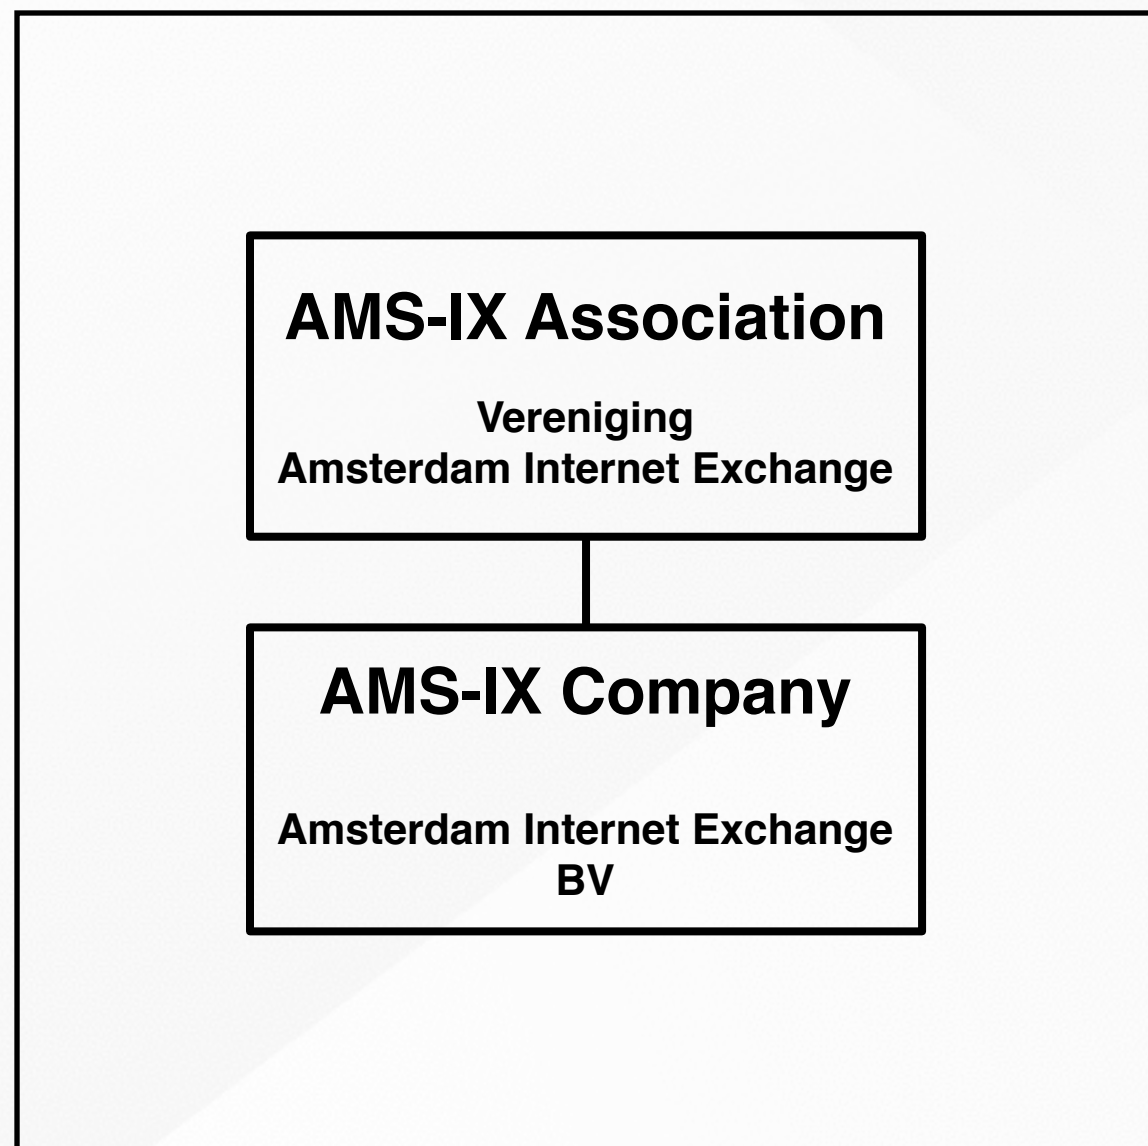 AMS-IX Association
Vereniging
Amsterdam Internet Exchange
AMS-IX Company
Amsterdam Internet Exchange
BV